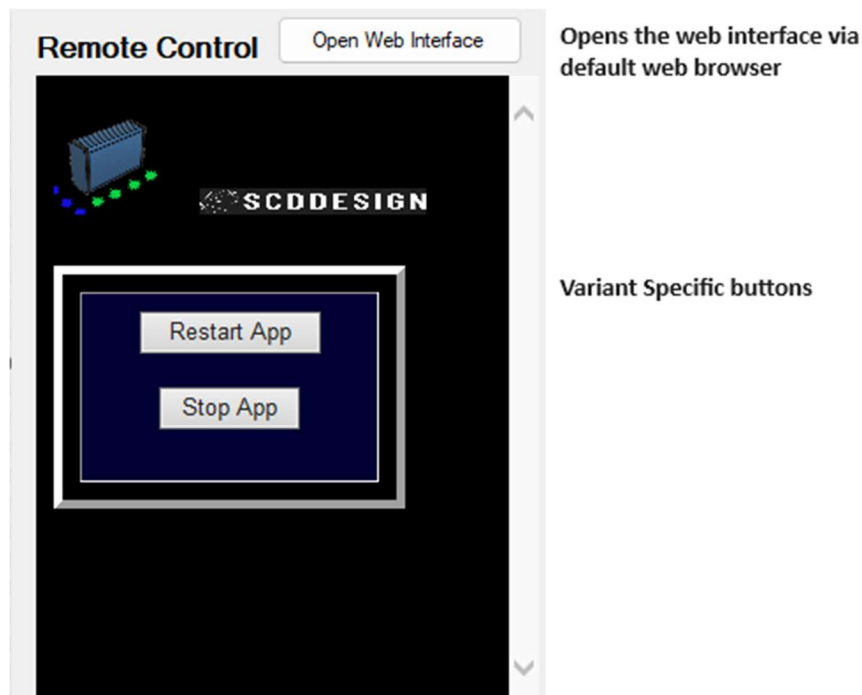 Remote Control
Open Web Interface
Opens the web interface via
default web browser
SCDDESIGN
Variant Specific buttons
Restart App
Stop App